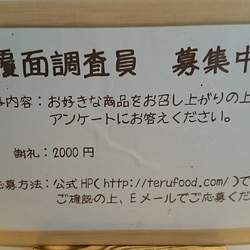 覆面調査員 募集中
内容：お好きな商品をお召し上がりの上
アンケートにお答えください。
謝礼：2000円
応募方法：公式HP(http://terufood.com/)で
ご確認の上、Eメールでご応募くだ